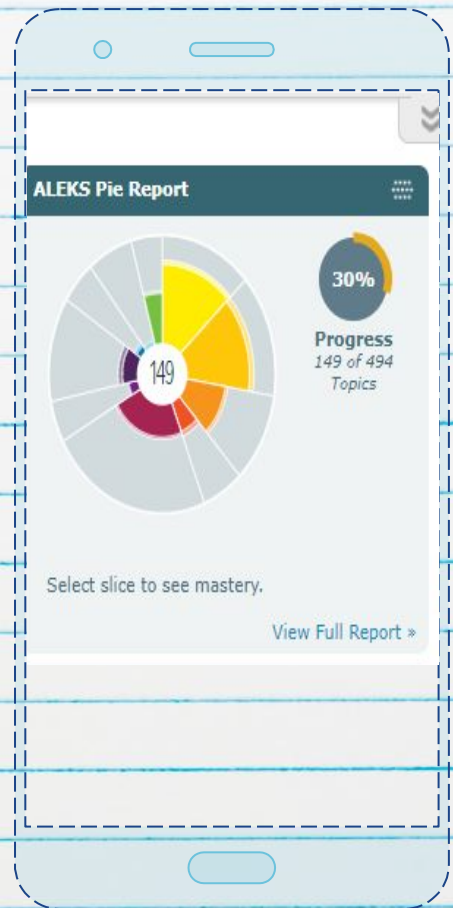 ALEKS Pie Report
149
30%
Progress
149 of 494
Topics
Select slice to see mastery.
View Full Report »